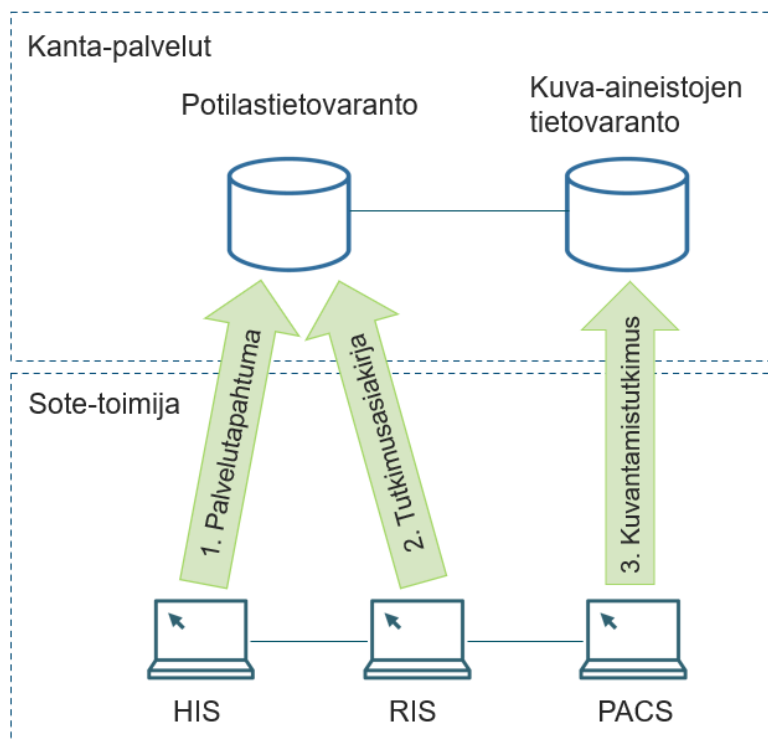 Kanta-palvelut
Potilastietovaranto
Kuva-aineistojen
tietovaranto
1. Palvelutapahtuma
2. Tutkimusasiakirja
3. Kuvantamistutkimus
Sote-toimija
HIS
RIS
PACS